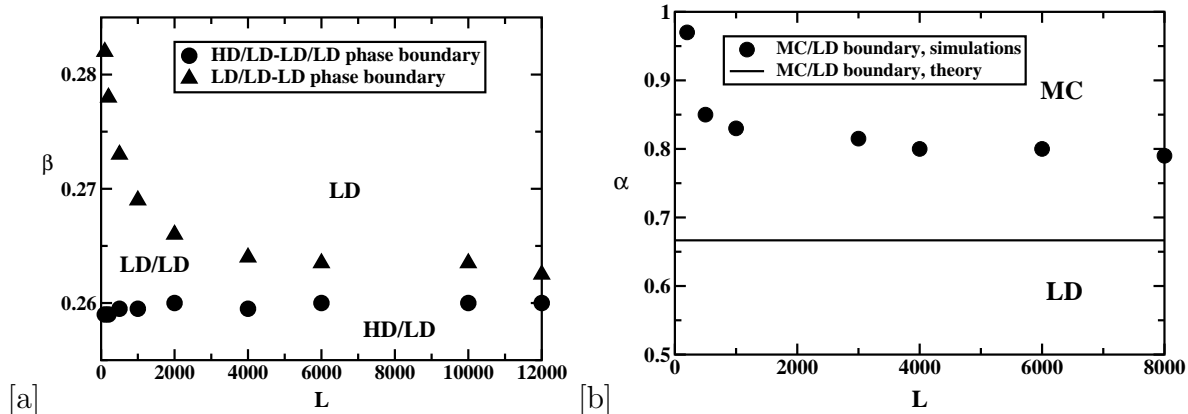 HD/LD-LD/LD phase boundary
LD/LD-LD phase boundary
0.28
0.27
0.26
β
LD
LD/LD
HD/LD
0 2000 4000 6000 8000 10000 12000
L
[a]
MC/LD boundary, simulations
MC/LD boundary, theory
1
0.9
0.8
0.7
0.6
0.5
α
MC
LD
0 2000 4000 6000 8000
L
[b]